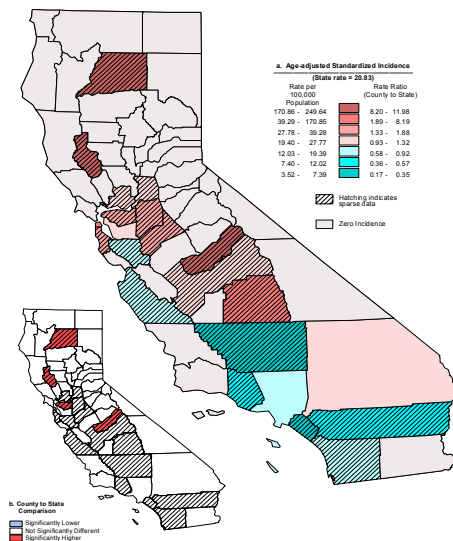 a. Age-adjusted Standardized Incidence
(State rate = 20.83)
Rate per
100,000
Population
Rate Ratio
(County to State)
170.86 - 249.64 8.20 - 11.98
39.29 - 170.85 1.89 - 8.19
27.78 - 39.28 1.33 - 1.88
19.40 - 27.77 0.93 - 1.32
12.03 - 19.39 0.58 - 0.92
7.40 - 12.02 0.36 - 0.57
3.52 - 7.39 0.17 - 0.35
Hatching indicates
sparse data
Zero Incidence
b. County to State
Comparison
Significantly Lower
Not Significantly Different
Significantly Higher